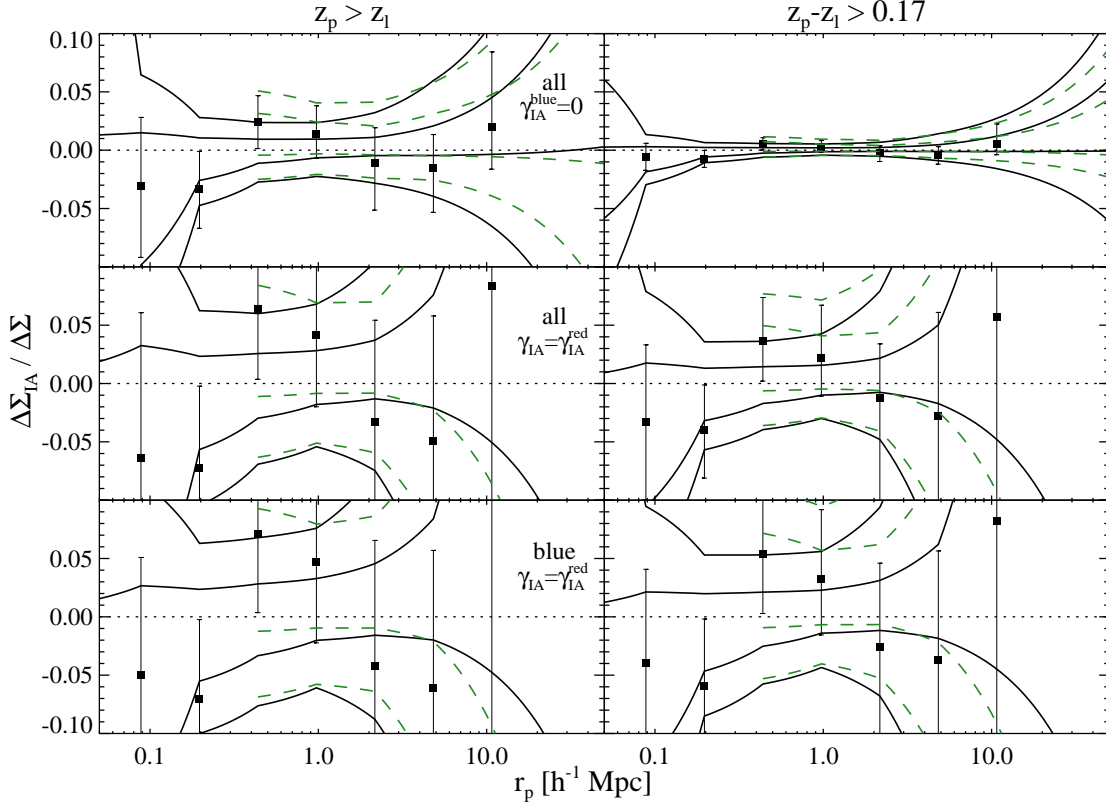 z_p > z_l
z_p-z_l > 0.17
0.10
0.05
0.00
-0.05
all
γ_IA^blue=0
0.05
0.00
-0.05
all
γ_IA=γ_IA^red
0.05
0.00
-0.05
-0.10
blue
γ_IA=γ_IA^red
ΔΣ_IA / ΔΣ
0.1
1.0
10.0
0.1
1.0
10.0
r_p [h^-1 Mpc]